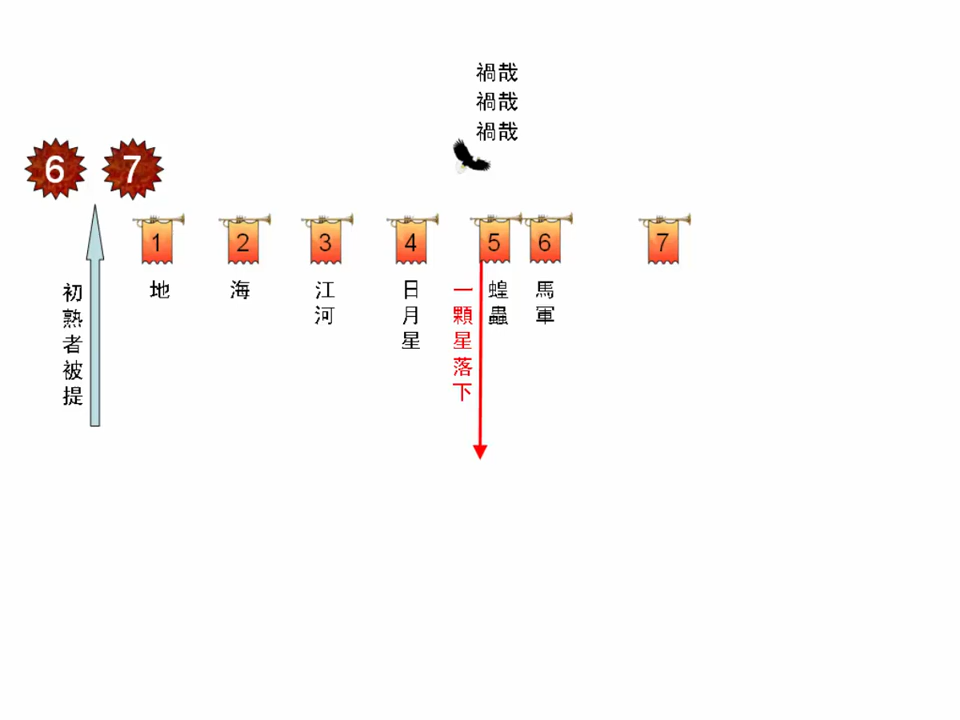 禍哉
禍哉
禍哉
6 7
1 2 3 4 5 6 7
初熟者被提
地
海
江河
日月星
一顆星落下
蝗蟲
馬軍